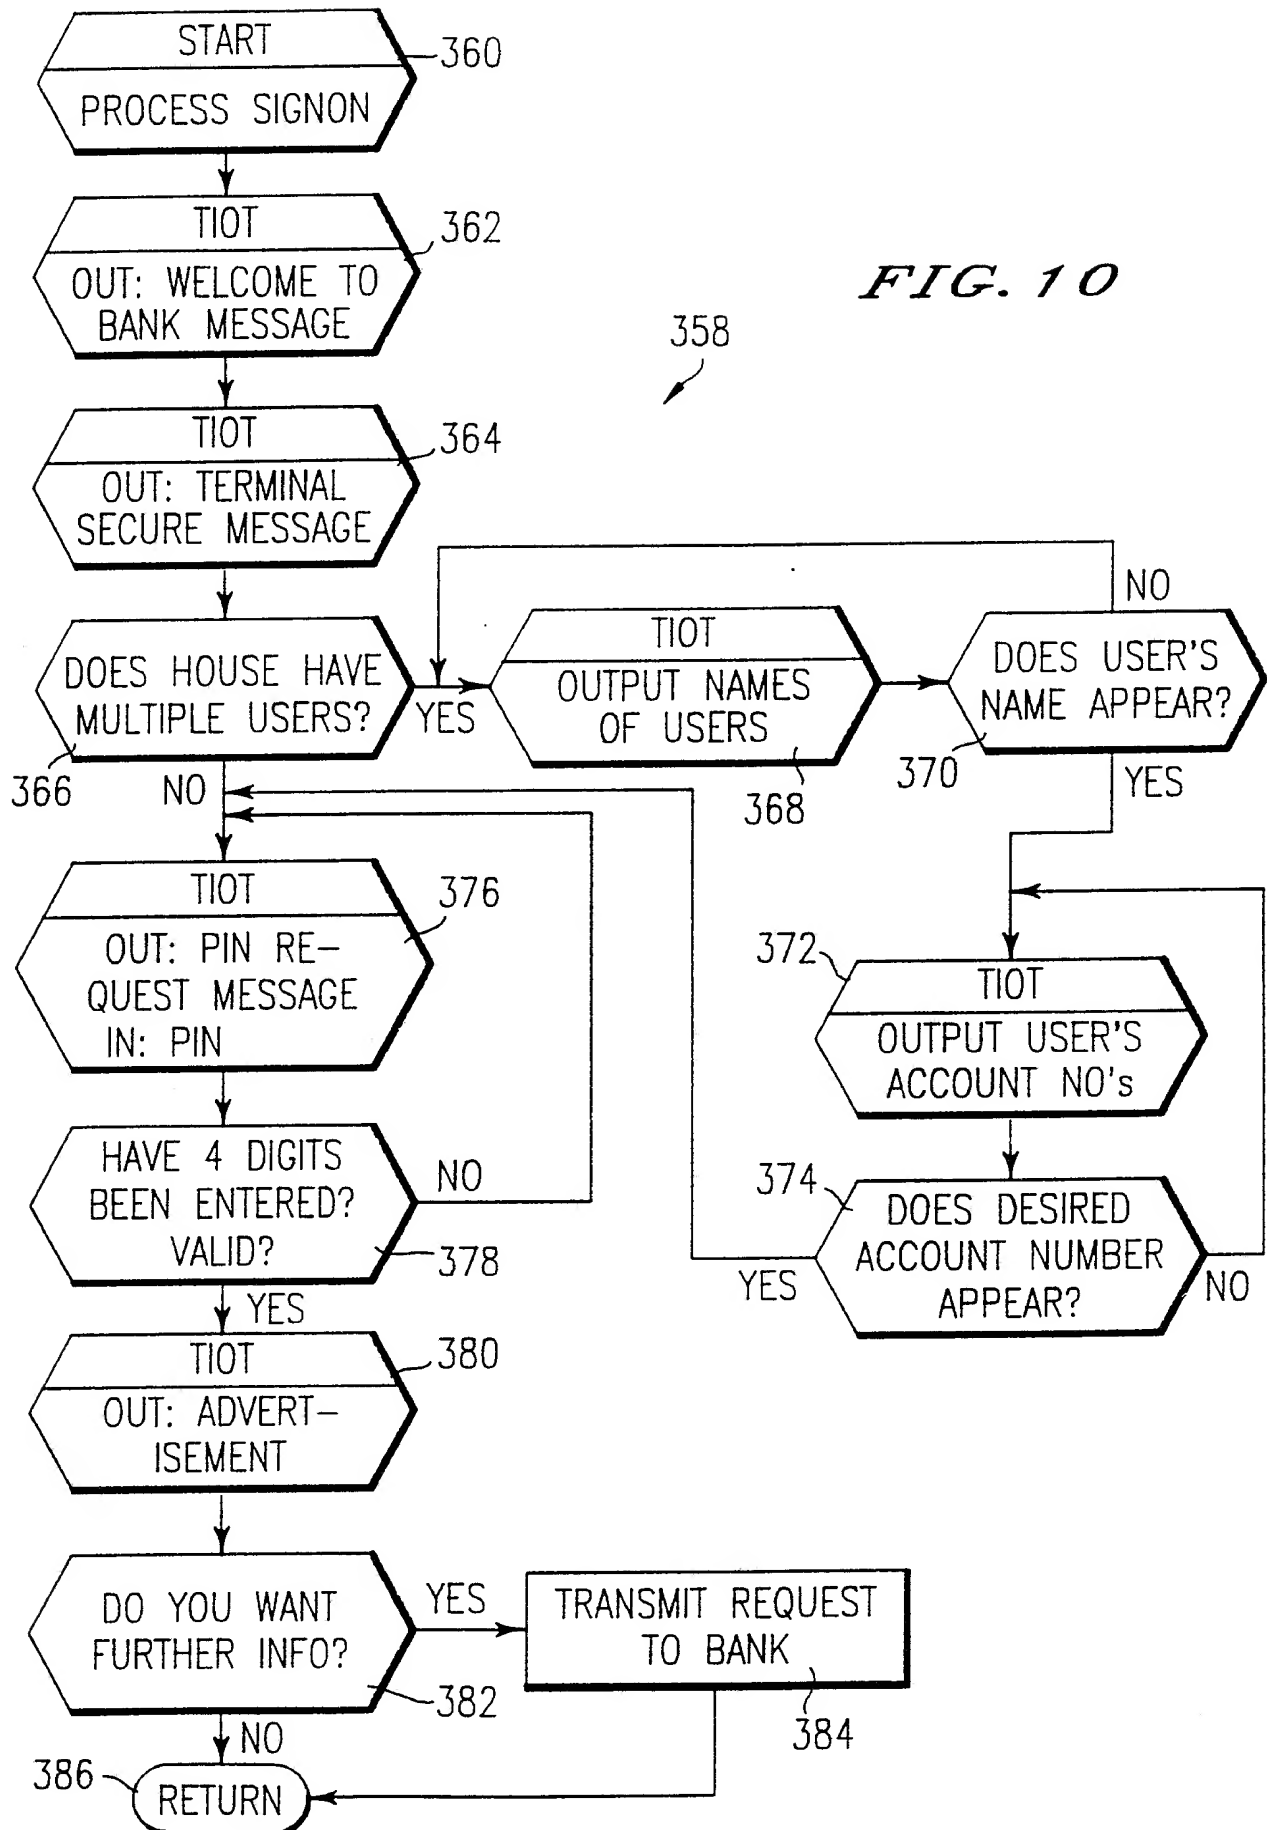 START
PROCESS SIGNON
360
TIOT
OUT: WELCOME TO
BANK MESSAGE
362
FIG. 10
358
TIOT
OUT: TERMINAL
SECURE MESSAGE
364
DOES HOUSE HAVE
MULTIPLE USERS?
366
YES
NO
TIOT
OUTPUT NAMES
OF USERS
368
NO
DOES USER'S
NAME APPEAR?
370
YES
TIOT
OUT: PIN RE-
QUEST MESSAGE
IN: PIN
376
372
TIOT
OUTPUT USER'S
ACCOUNT NO's
HAVE 4 DIGITS
BEEN ENTERED?
VALID?
NO
378
YES
374
DOES DESIRED
ACCOUNT NUMBER
APPEAR?
YES
NO
TIOT
OUT: ADVERT-
ISEMENT
380
DO YOU WANT
FURTHER INFO?
382
YES
TRANSMIT REQUEST
TO BANK
384
NO
386
RETURN